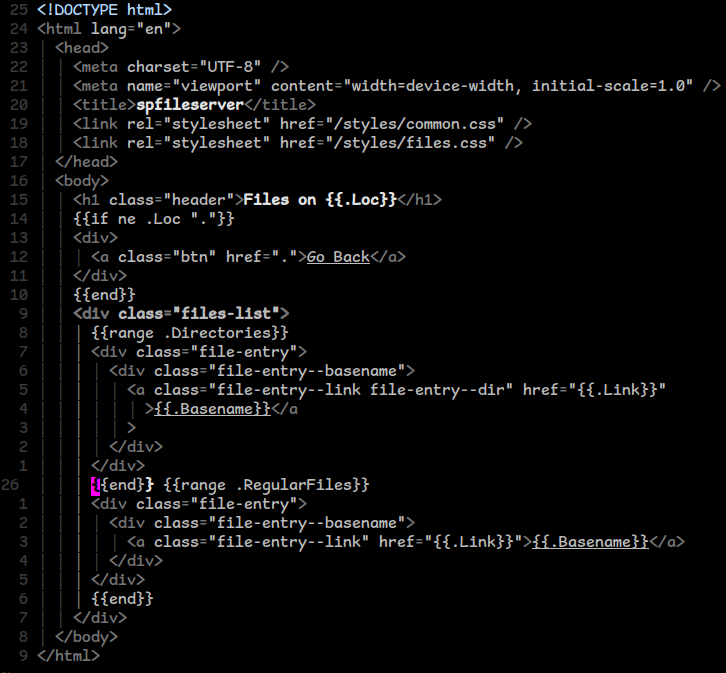 25 <!DOCTYPE html>
24 <html lang="en">
23 <head>
22 <meta charset="UTF-8" />
21 <meta name="viewport" content="width=device-width, initial-scale=1.0" />
20 <title>spfileserver</title>
19 <link rel="stylesheet" href="/styles/common.css" />
18 <link rel="stylesheet" href="/styles/files.css" />
17 </head>
16 <body>
15 <h1 class="header">Files on {{.Loc}}</h1>
14 {{if ne .Loc "."}}
13 <div>
12 <a class="btn" href=".">Go Back</a>
11 </div>
10 {{end}}
9 <div class="files-list">
8 {{range .Directories}}
7 <div class="file-entry">
6 <div class="file-entry--basename">
5 <a class="file-entry--link file-entry--dir" href="{{.Link}}"
4 >{{.Basename}}</a
3 >
2 </div>
1 </div>
26 {{end}} {{range .RegularFiles}}
1 <div class="file-entry">
2 <div class="file-entry--basename">
3 <a class="file-entry--link" href="{{.Link}}">{{.Basename}}</a>
4 </div>
5 </div>
6 {{end}}
7 </div>
8 </body>
9 </html>